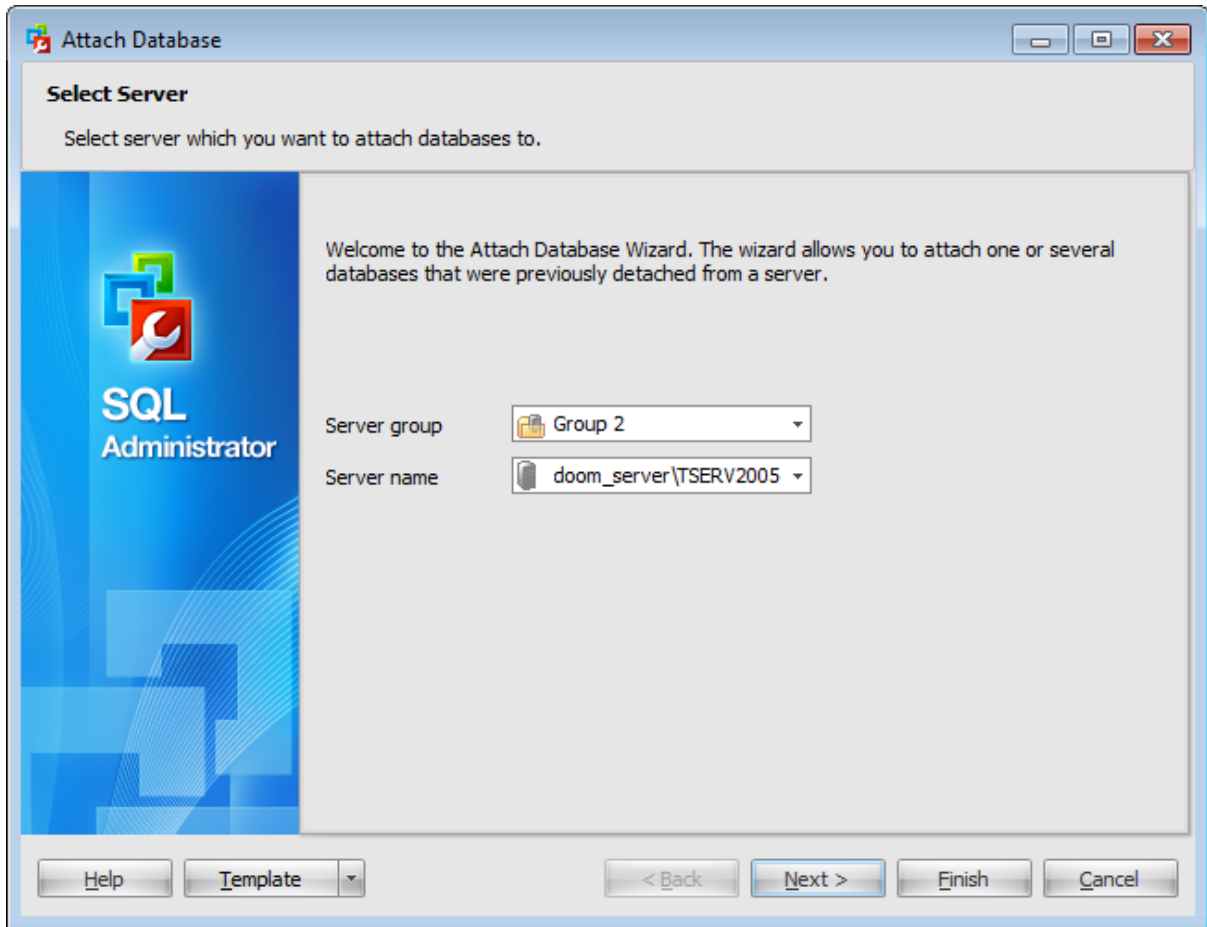 Attach Database
Select Server
Select server which you want to attach databases to.
Welcome to the Attach Database Wizard. The wizard allows you to attach one or several
databases that were previously detached from a server.
SQL
Administrator
Server group
Group 2
Server name
doom_server\TSERV2005
Help
Template
< Back
Next >
Finish
Cancel